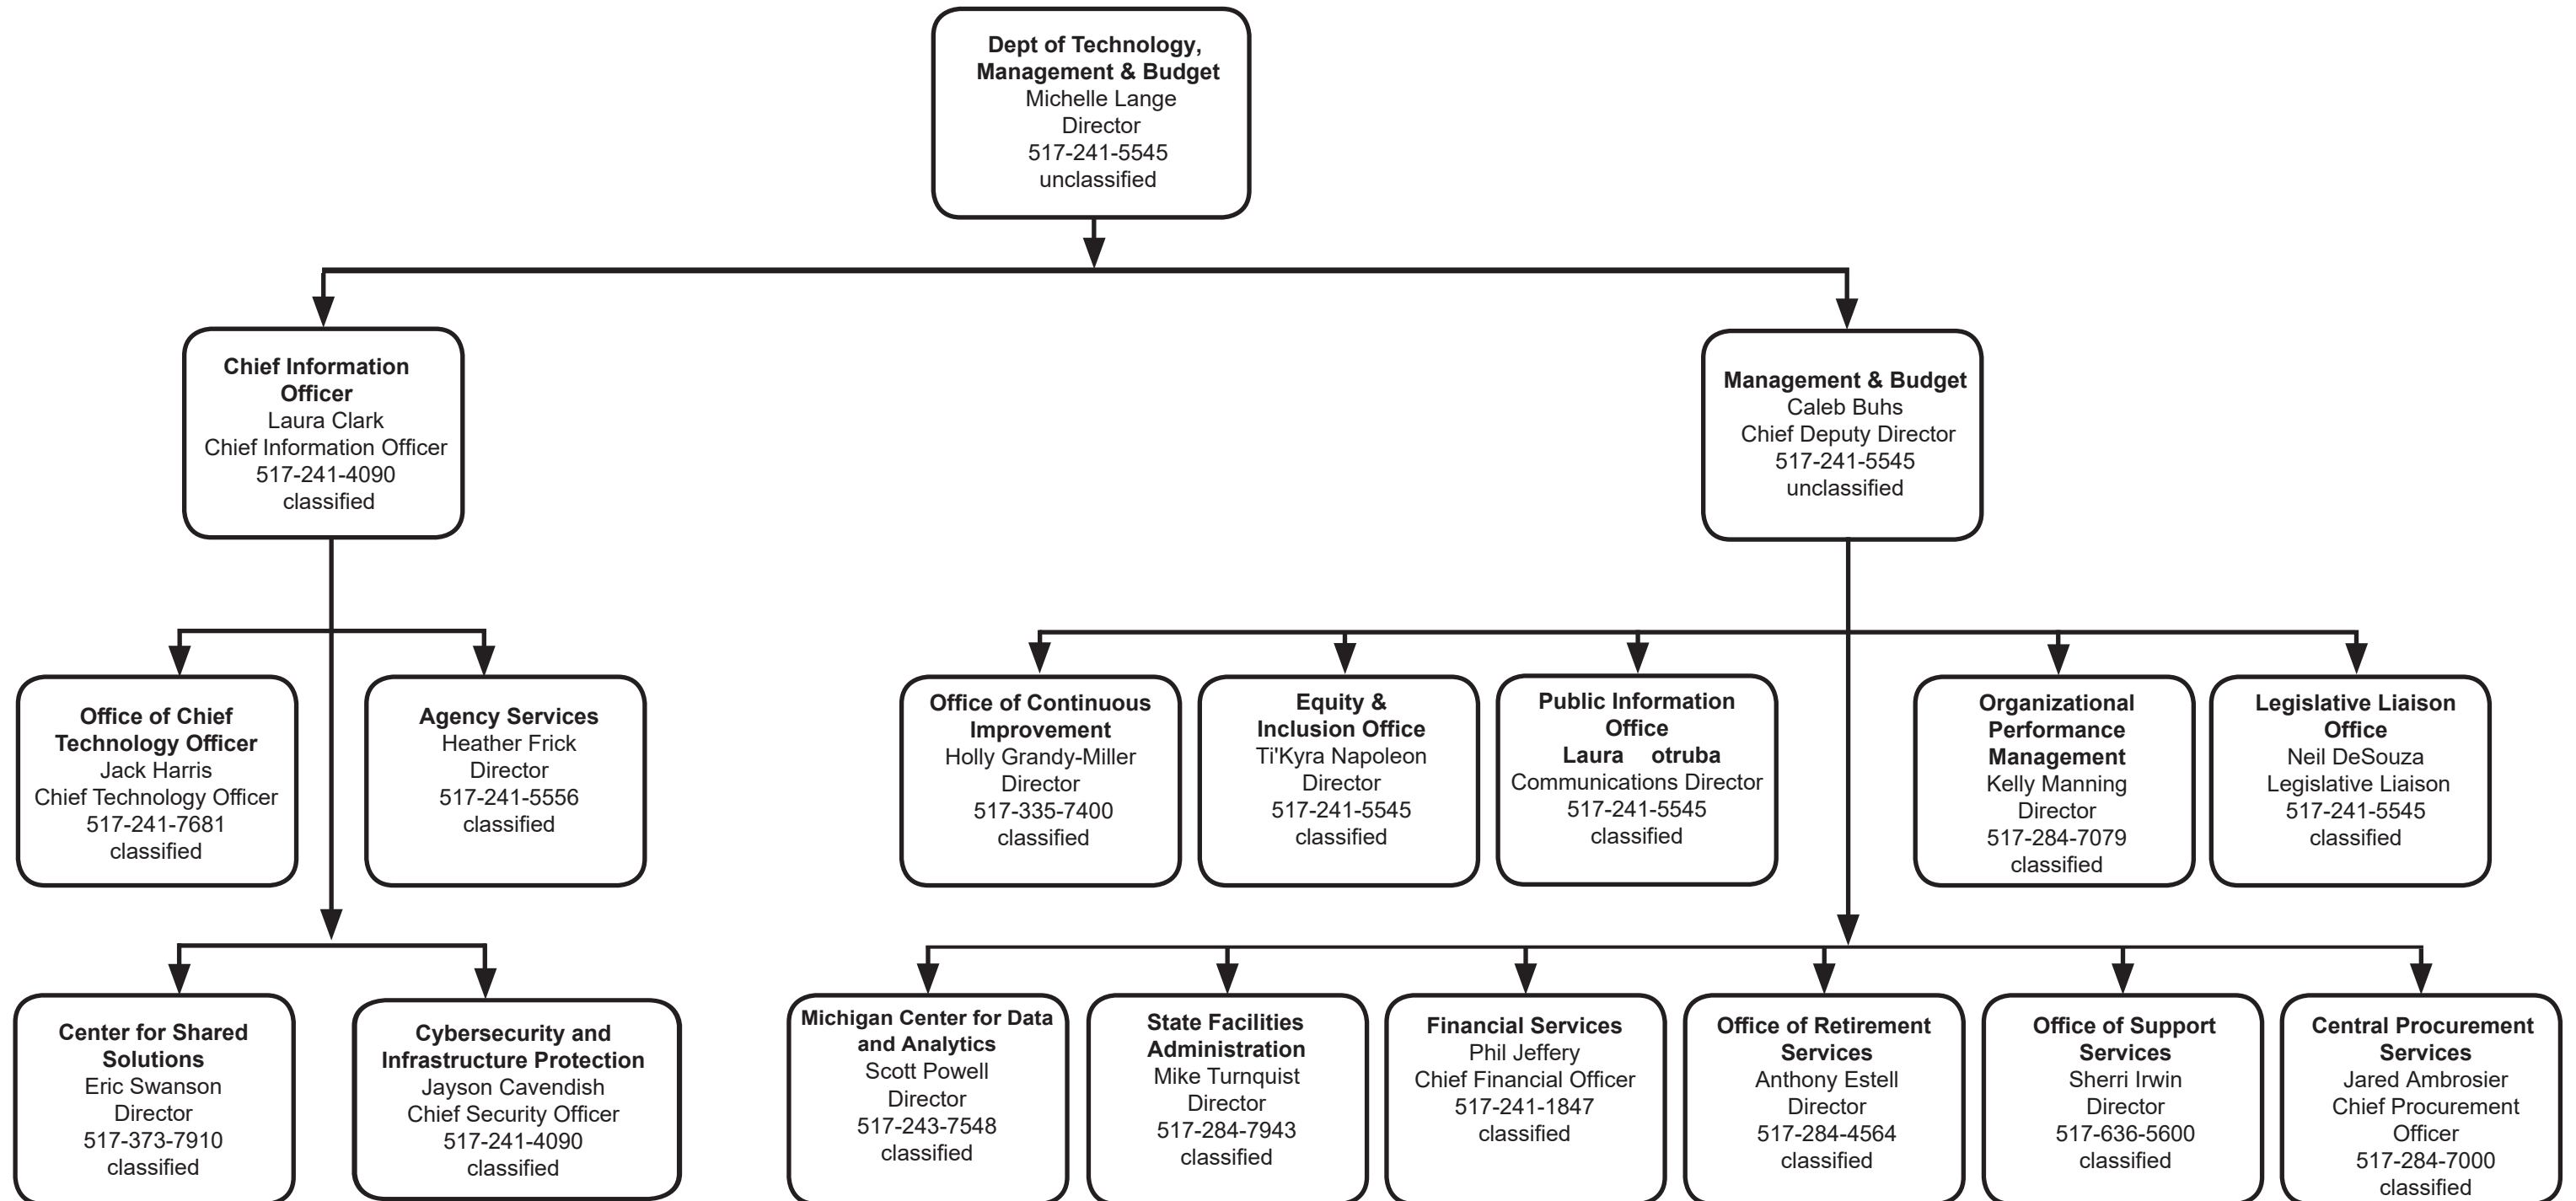 Dept of Technology,
Management & Budget
Michelle Lange
Director
517-241-5545
unclassified
Chief Information
Officer
Laura Clark
Chief Information Officer
517-241-4090
classified
Management & Budget
Caleb Buhs
Chief Deputy Director
517-241-5545
unclassified
Office of Chief
Technology Officer
Jack Harris
Chief Technology Officer
517-241-7681
classified
Agency Services
Heather Frick
Director
517-241-5556
classified
Office of Continuous
Improvement
Holly Grandy-Miller
Director
517-335-7400
classified
Equity &
Inclusion Office
Ti'Kyra Napoleon
Director
517-241-5545
classified
Public Information
Office
Laura otruba
Communications Director
517-241-5545
classified
Organizational
Performance
Management
Kelly Manning
Director
517-284-7079
classified
Legislative Liaison
Office
Neil DeSouza
Legislative Liaison
517-241-5545
classified
Center for Shared
Solutions
Eric Swanson
Director
517-373-7910
classified
Cybersecurity and
Infrastructure Protection
Jayson Cavendish
Chief Security Officer
517-241-4090
classified
Michigan Center for Data
and Analytics
Scott Powell
Director
517-243-7548
classified
State Facilities
Administration
Mike Turnquist
Director
517-284-7943
classified
Financial Services
Phil Jeffery
Chief Financial Officer
517-241-1847
classified
Office of Retirement
Services
Anthony Estell
Director
517-284-4564
classified
Office of Support
Services
Sherri Irwin
Director
517-636-5600
classified
Central Procurement
Services
Jared Ambrosier
Chief Procurement
Officer
517-284-7000
classified